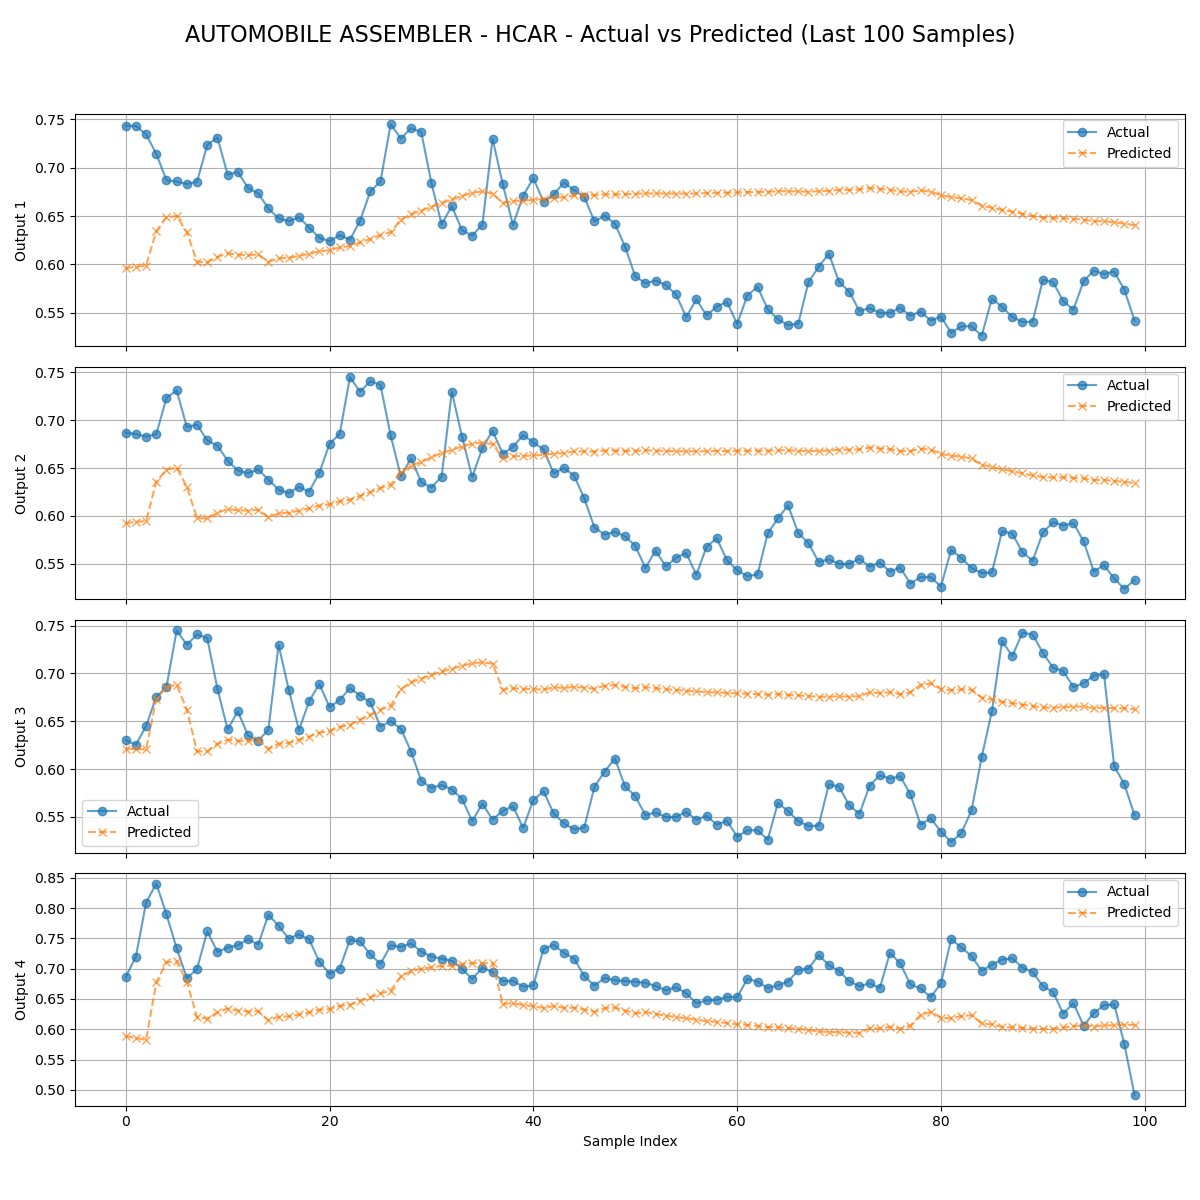 AUTOMOBILE ASSEMBLER - HCAR - Actual vs Predicted (Last 100 Samples)
Output 1
0.75
0.70
0.65
0.60
0.55
Actual
Predicted
Output 2
0.75
0.70
0.65
0.60
0.55
Actual
Predicted
Output 3
0.75
0.70
0.65
0.60
0.55
Actual
Predicted
Output 4
0.85
0.80
0.75
0.70
0.65
0.60
0.55
0.50
Actual
Predicted
0 20 40 60 80 100
Sample Index